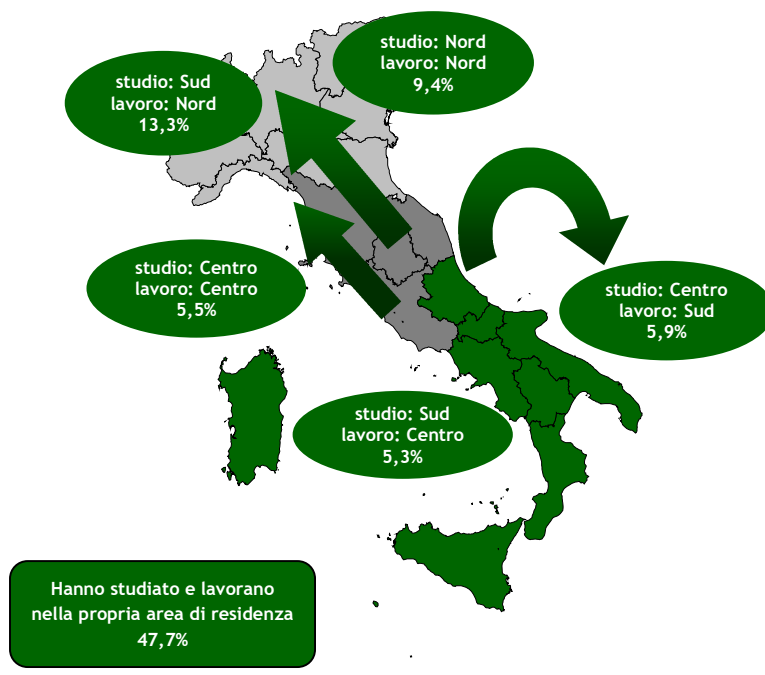 studio: Nord
lavoro: Nord
9,4%
studio: Sud
lavoro: Nord
13,3%
studio: Centro
lavoro: Centro
5,5%
studio: Centro
lavoro: Sud
5,9%
studio: Sud
lavoro: Centro
5,3%
Hanno studiato e lavorano
nella propria area di residenza
47,7%